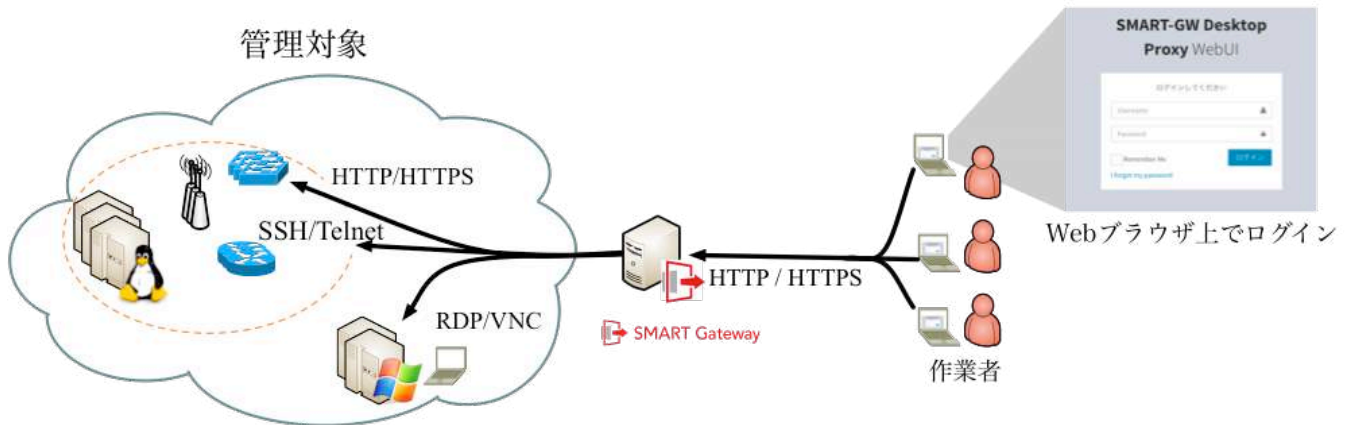 管理対象
HTTP/HTTPS
SSH/Telnet
RDP/VNC
SMART Gateway
HTTP / HTTPS
作業者
SMART-GW Desktop
Proxy WebUI
ログインしてください
Username
Password
Remember Me
ログイン
I forgot my password
Webブラウザ上でログイン